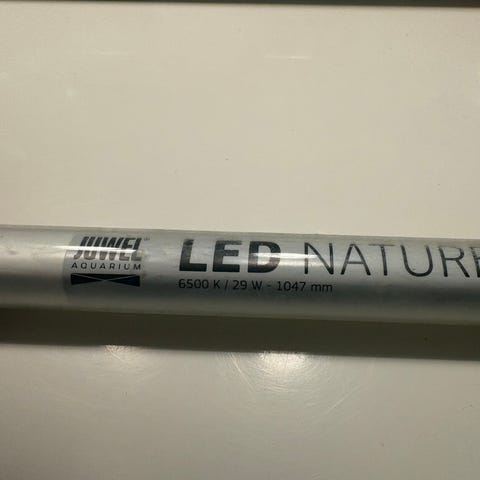 JUWEL®
AQUARIUM
LED NATURE
6500 K / 29 W - 1047 mm